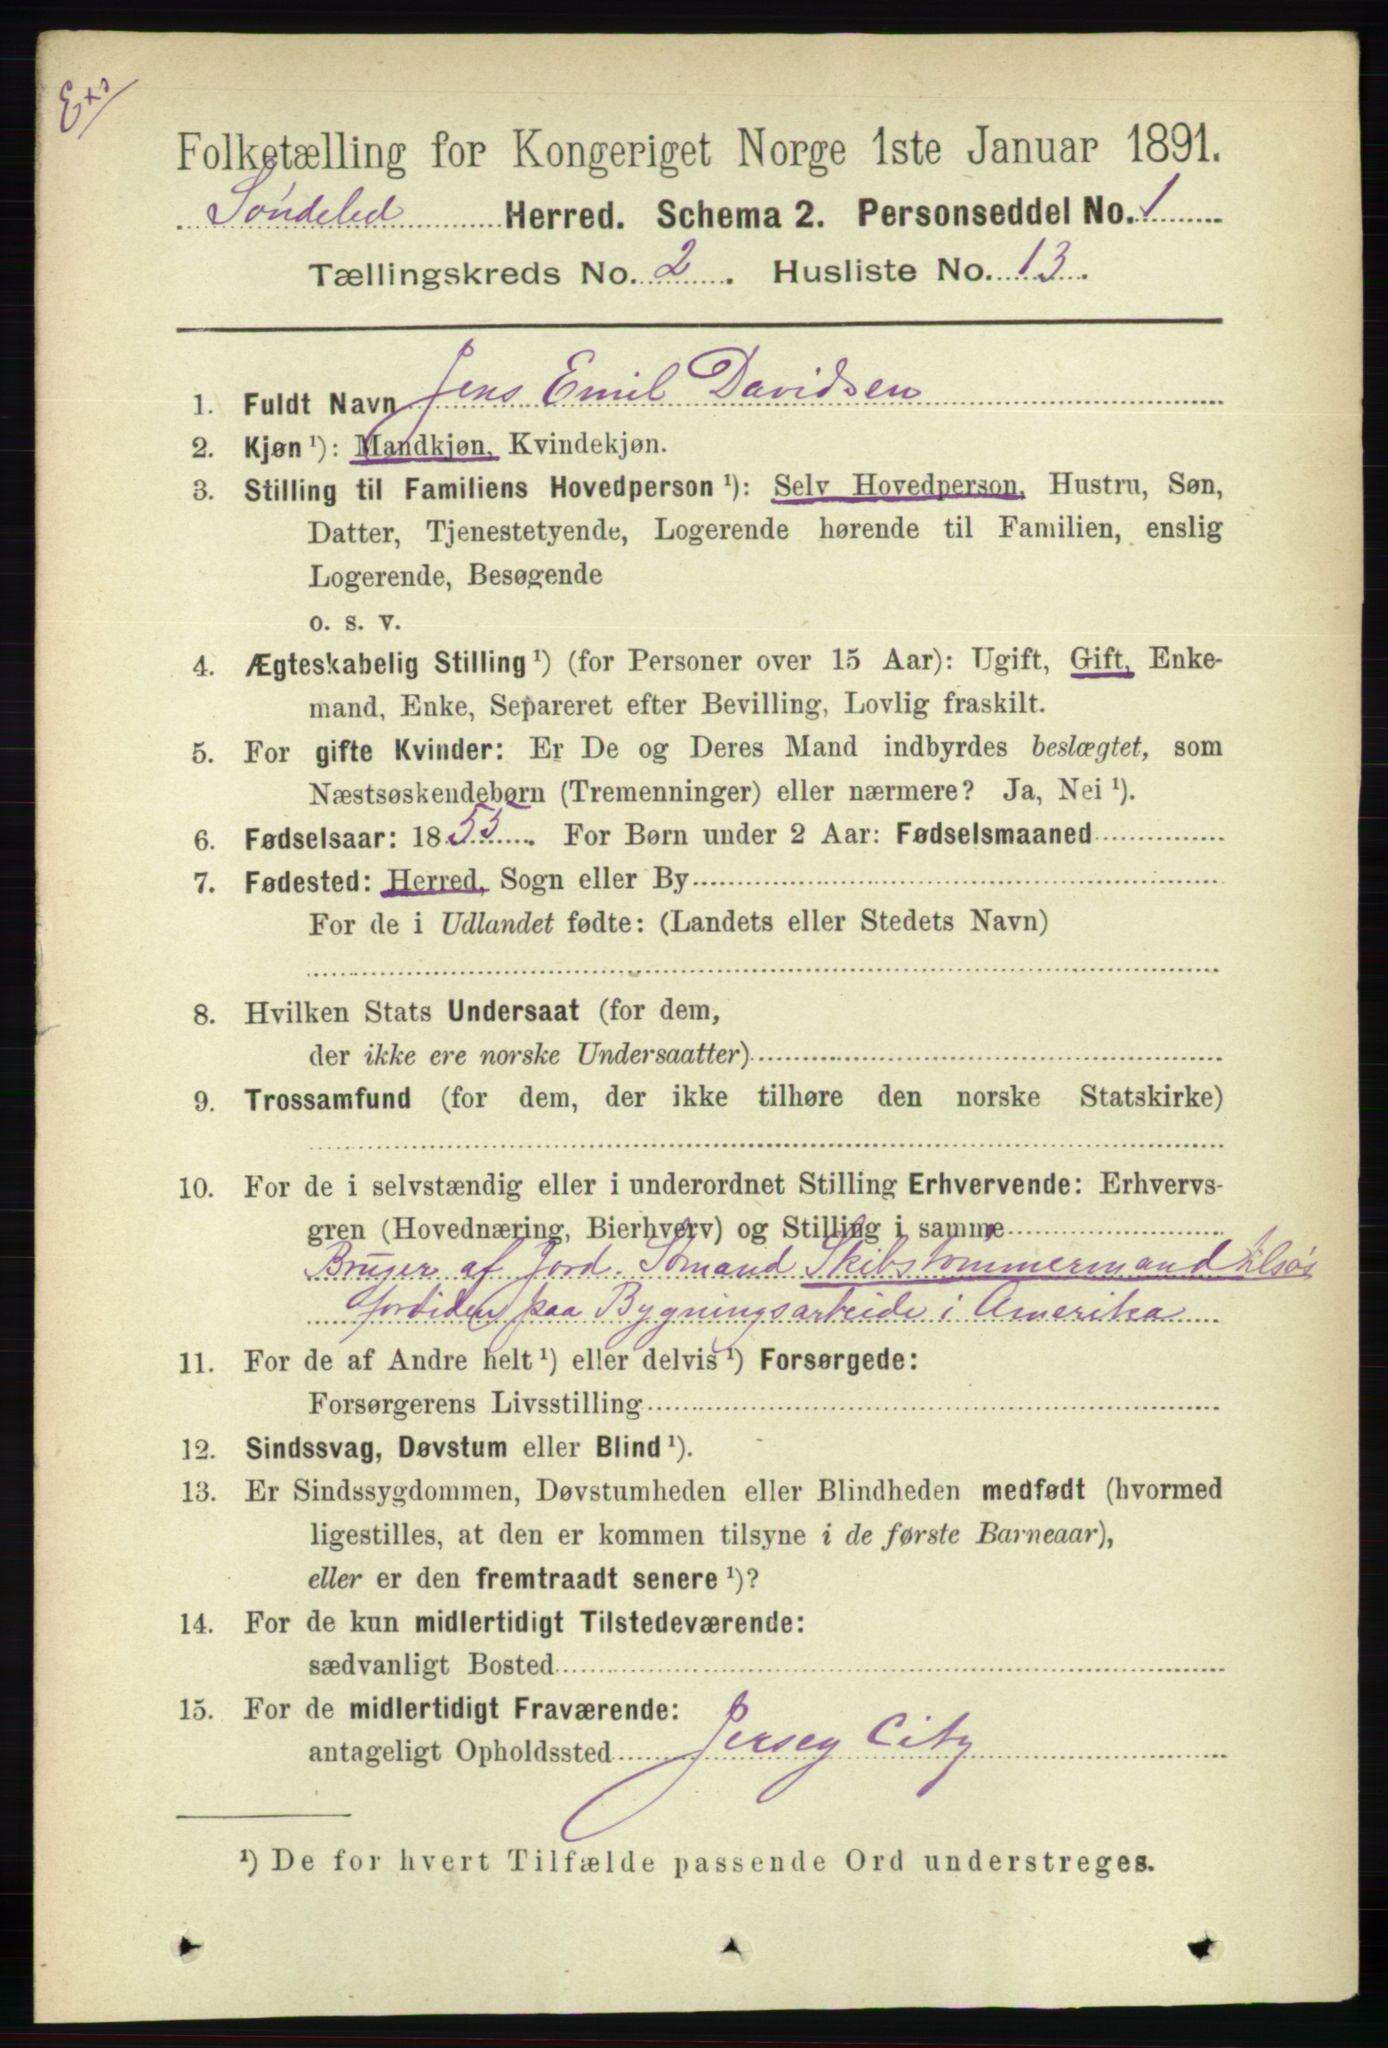 Folketælling for Kongeriget Norge 1ste Januar 1891.
Søndeled Herred. Schema 2. Personseddel No. 1
Tællingskreds No. 2. Husliste No. 13.
1. Fuldt Navn Jens Emil Davidsen
2. Kjøn ¹): Mandkjøn, Kvindekjøn.
3. Stilling til Familiens Hovedperson ¹): Selv Hovedperson, Hustru, Søn,
Datter, Tjenestetyende, Logerende hørende til Familien, enslig
Logerende, Besøgende
o. s. v.
4. Ægteskabelig Stilling ¹) (for Personer over 15 Aar): Ugift, Gift, Enke-
mand, Enke, Separeret efter Bevilling, Lovlig fraskilt.
5. For gifte Kvinder: Er De og Deres Mand indbyrdes beslægtet, som
Næstsøskendebørn (Tremenninger) eller nærmere? Ja, Nei ¹).
6. Fødselsaar: 1855. For Børn under 2 Aar: Fødselsmaaned
7. Fødested: Herred, Sogn eller By
For de i Udlandet fødte: (Landets eller Stedets Navn)
8. Hvilken Stats Undersaat (for dem,
der ikke ere norske Undersaatter)
9. Trossamfund (for dem, der ikke tilhøre den norske Statskirke)
10. For de i selvstændig eller i underordnet Stilling Erhvervende: Erhvervs-
gren (Hovednæring, Bierhverv) og Stilling i samme
Bruger af Jord. Sømand Skibstømmermand tilsøs
fortiden paa Bygningsarbeide i Amerika
11. For de af Andre helt ¹) eller delvis ¹) Forsørgede:
Forsørgerens Livsstilling
12. Sindssvag, Døvstum eller Blind ¹).
13. Er Sindssygdommen, Døvstumheden eller Blindheden medfødt (hvormed
ligestilles, at den er kommen tilsyne i de første Barneaar),
eller er den fremtraadt senere ¹)?
14. For de kun midlertidigt Tilstedeværende:
sædvanligt Bosted
15. For de midlertidigt Fraværende:
antageligt Opholdssted Jersey City
¹) De for hvert Tilfælde passende Ord understreges.